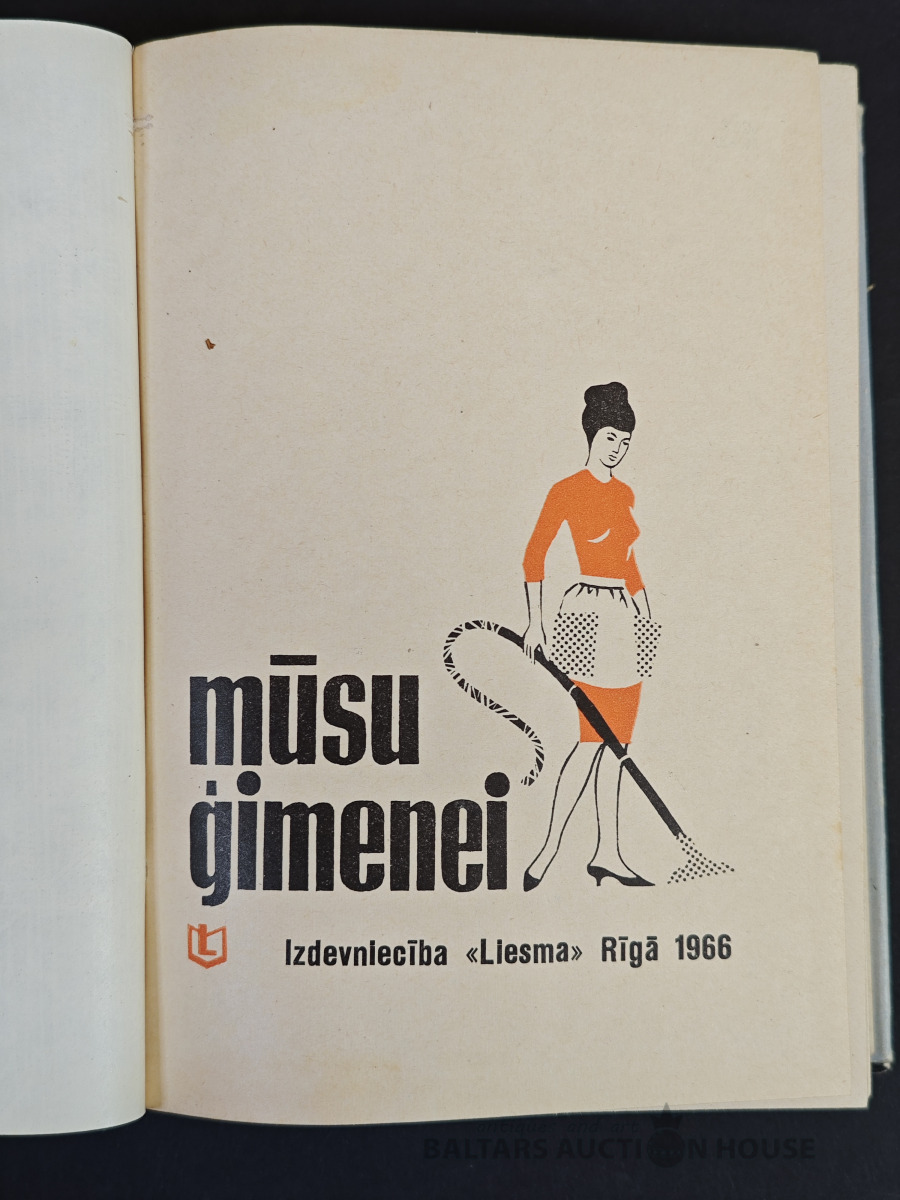 mūsu
ģimenei
L
Izdevniecība «Liesma» Rīgā 1966
BALTARS AUCTION HOUSE